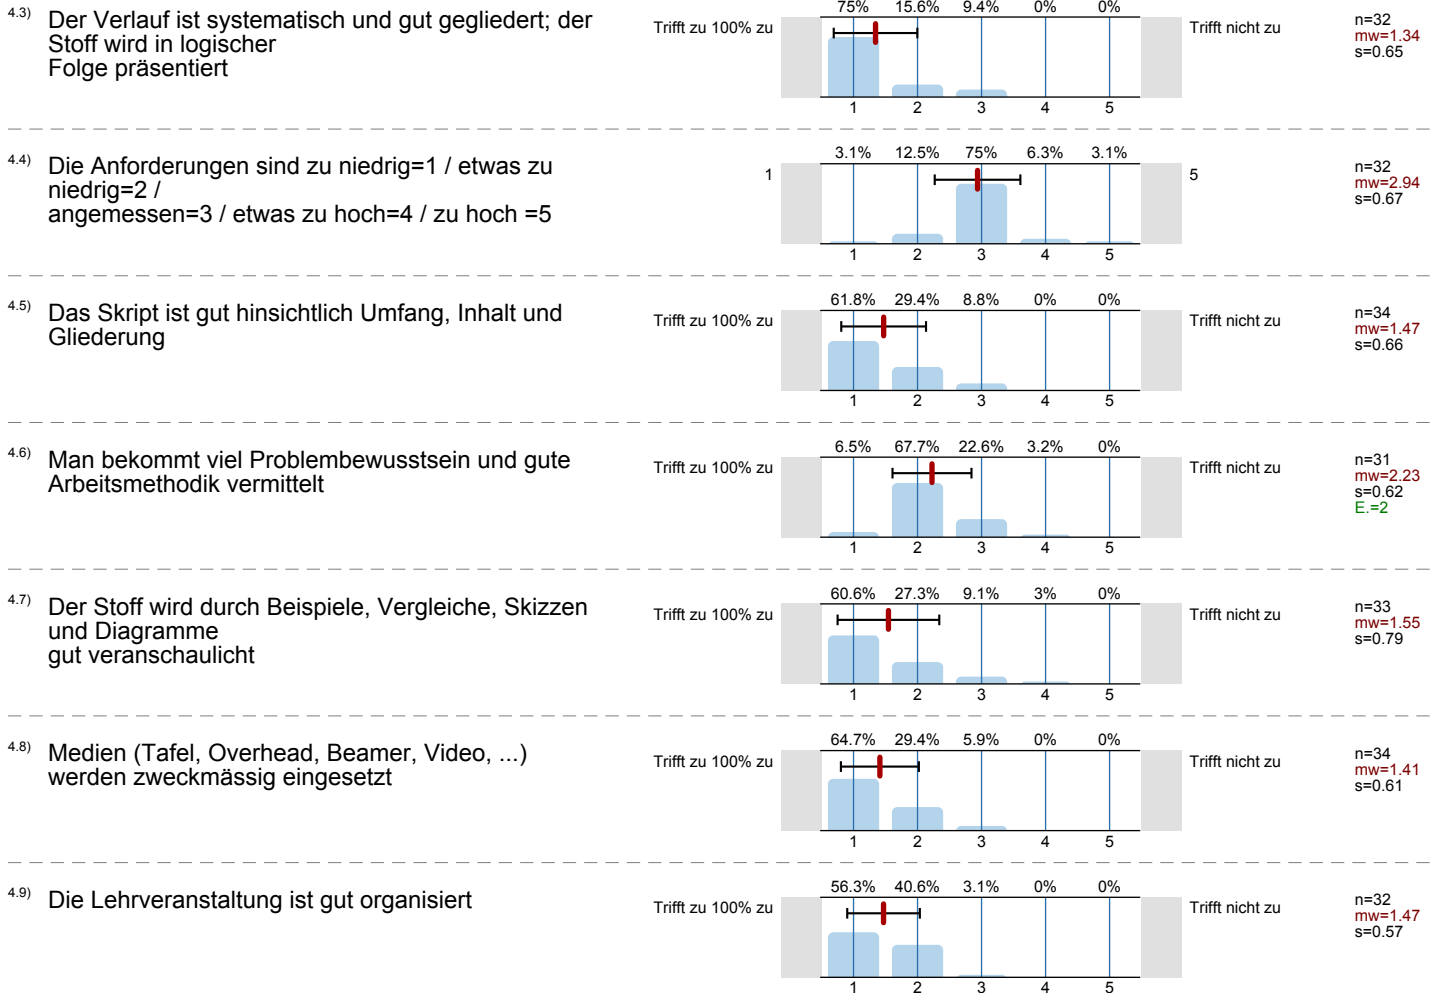 4.3) Der Verlauf ist systematisch und gut gegliedert; der
Stoff wird in logischer
Folge präsentiert
Trifft zu 100% zu
75% 15.6% 9.4% 0% 0%
1 2 3 4 5
Trifft nicht zu
n=32
mw=1.34
s=0.65
4.4) Die Anforderungen sind zu niedrig=1 / etwas zu
niedrig=2 /
angemessen=3 / etwas zu hoch=4 / zu hoch =5
1
3.1% 12.5% 75% 6.3% 3.1%
1 2 3 4 5
5
n=32
mw=2.94
s=0.67
4.5) Das Skript ist gut hinsichtlich Umfang, Inhalt und
Gliederung
Trifft zu 100% zu
61.8% 29.4% 8.8% 0% 0%
1 2 3 4 5
Trifft nicht zu
n=34
mw=1.47
s=0.66
4.6) Man bekommt viel Problembewusstsein und gute
Arbeitsmethodik vermittelt
Trifft zu 100% zu
6.5% 67.7% 22.6% 3.2% 0%
1 2 3 4 5
Trifft nicht zu
n=31
mw=2.23
s=0.62
E.=2
4.7) Der Stoff wird durch Beispiele, Vergleiche, Skizzen
und Diagramme
gut veranschaulicht
Trifft zu 100% zu
60.6% 27.3% 9.1% 3% 0%
1 2 3 4 5
Trifft nicht zu
n=33
mw=1.55
s=0.79
4.8) Medien (Tafel, Overhead, Beamer, Video, ...)
werden zweckmässig eingesetzt
Trifft zu 100% zu
64.7% 29.4% 5.9% 0% 0%
1 2 3 4 5
Trifft nicht zu
n=34
mw=1.41
s=0.61
4.9) Die Lehrveranstaltung ist gut organisiert
Trifft zu 100% zu
56.3% 40.6% 3.1% 0% 0%
1 2 3 4 5
Trifft nicht zu
n=32
mw=1.47
s=0.57